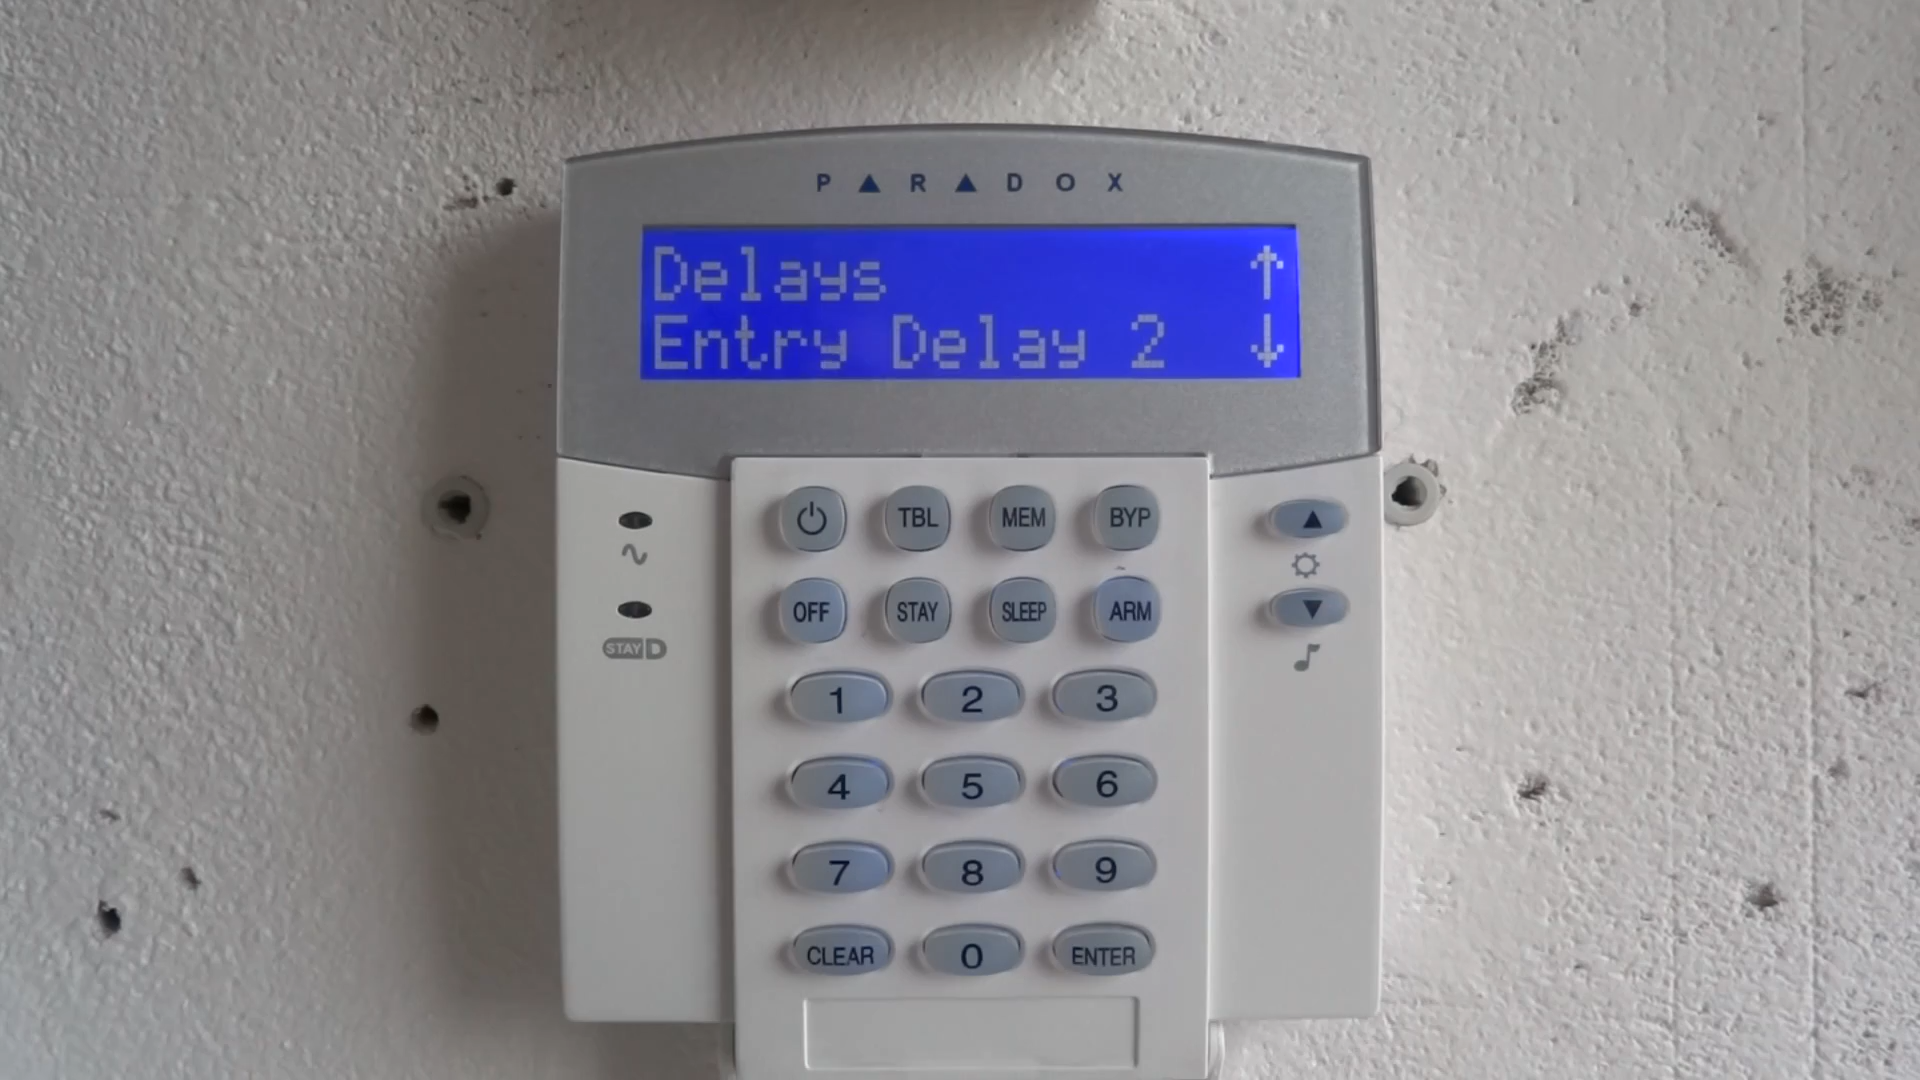 PARADOX
Delays ↑
Entry Delay 2 ↓
TBL MEM BYP
OFF STAY SLEEP ARM
STAY D
1 2 3
4 5 6
7 8 9
CLEAR 0 ENTER